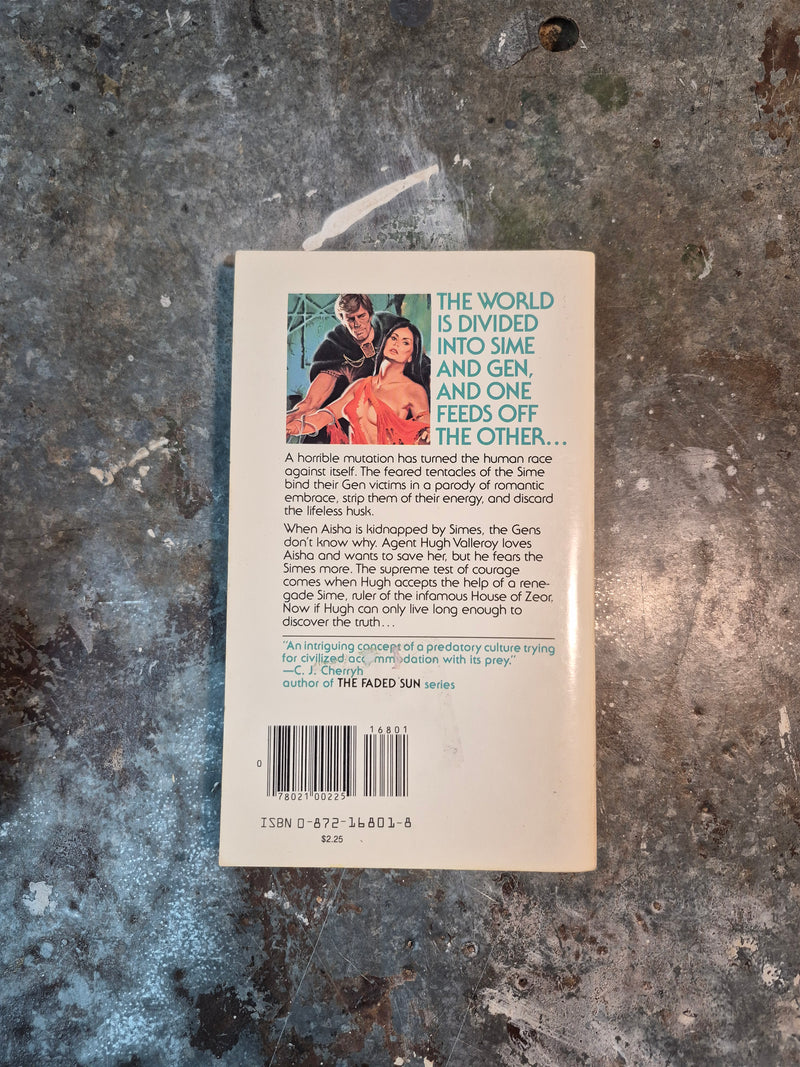 THE WORLD
IS DIVIDED
INTO SIME
AND GEN,
AND ONE
FEEDS OFF
THE OTHER...
A horrible mutation has turned the human race
against itself. The feared tentacles of the Sime
bind their Gen victims in a parody of romantic
embrace, strip them of their energy, and discard
the lifeless husk.
When Aisha is kidnapped by Simes, the Gens
don't know why. Agent Hugh Valleroy loves
Aisha and wants to save her, but he fears the
Simes more. The supreme test of courage
comes when Hugh accepts the help of a rene-
gade Sime, ruler of the infamous House of Zeor.
Now if Hugh can only live long enough to
discover the truth...
"An intriguing concept of a predatory culture trying
for civilized accommodation with its prey."
—C. J. Cherryh
author of THE FADED SUN series
16801
0
78021 00225
ISBN 0-872-16801-8
$2.25